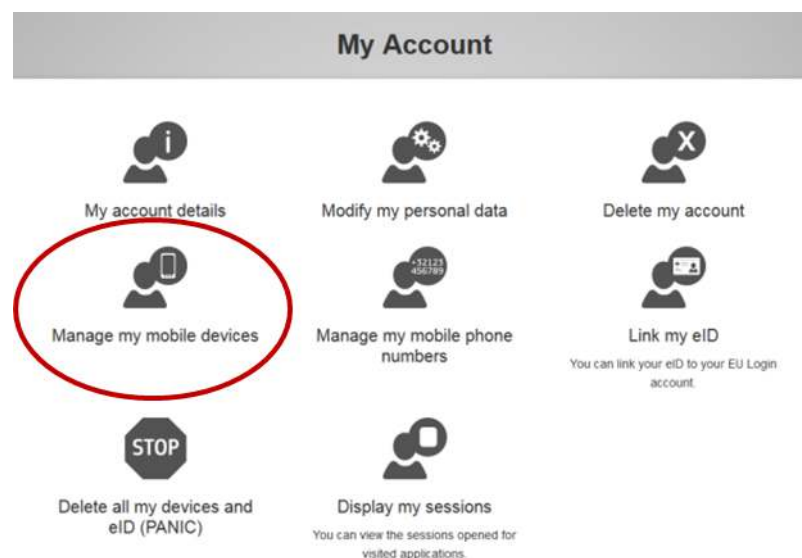 My Account
i
X
My account details
Modify my personal data
Delete my account
+32123
456789
Manage my mobile devices
Manage my mobile phone
numbers
Link my eID
You can link your eID to your EU Login
account.
STOP
Delete all my devices and
eID (PANIC)
Display my sessions
You can view the sessions opened for
visited applications.